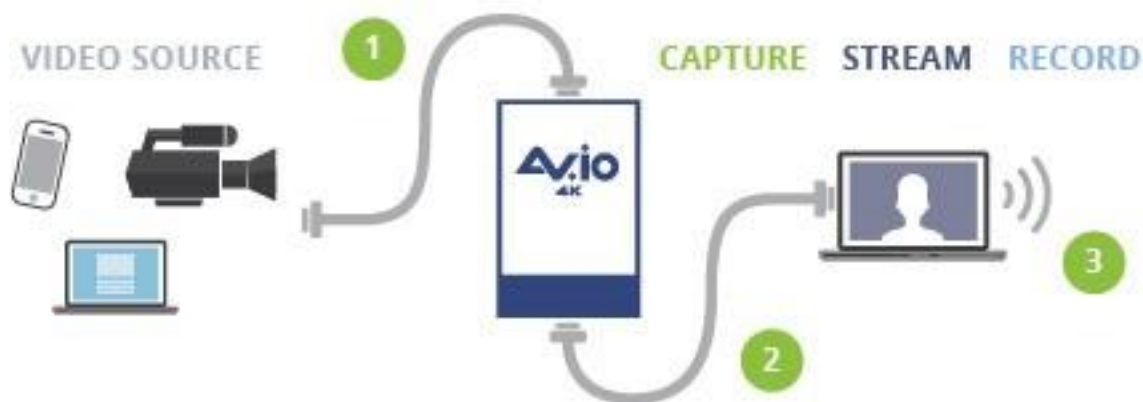 VIDEO SOURCE
1
CAPTURE STREAM RECORD
AV.io
4K
3
2